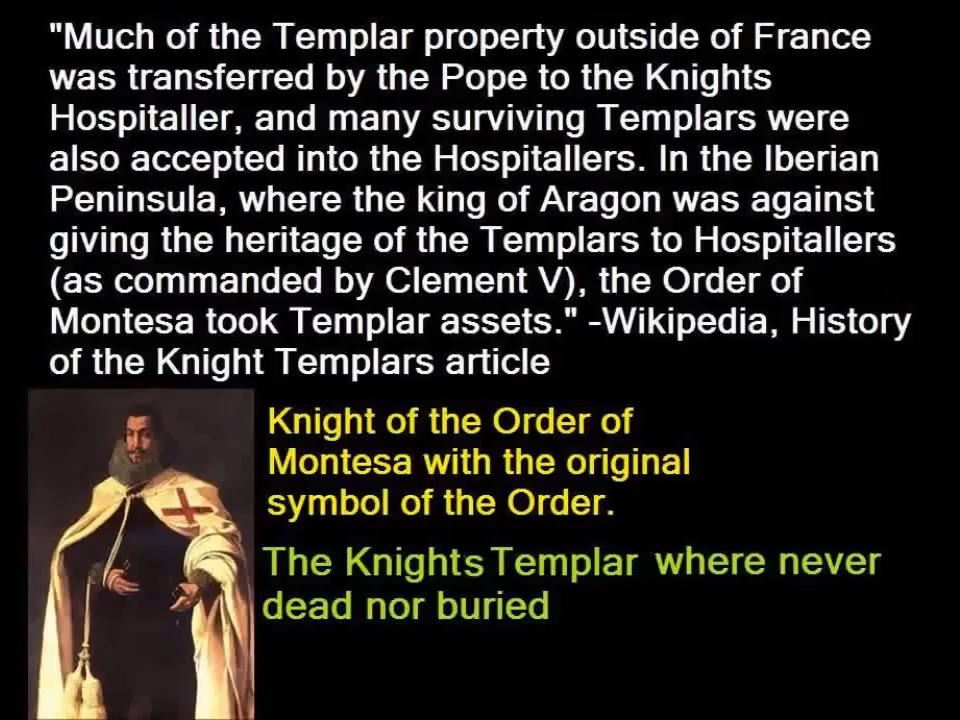 "Much of the Templar property outside of France
was transferred by the Pope to the Knights
Hospitaller, and many surviving Templars were
also accepted into the Hospitallers. In the Iberian
Peninsula, where the king of Aragon was against
giving the heritage of the Templars to Hospitallers
(as commanded by Clement V), the Order of
Montesa took Templar assets." -Wikipedia, History
of the Knight Templars article
Knight of the Order of
Montesa with the original
symbol of the Order.
The Knights Templar where never
dead nor buried